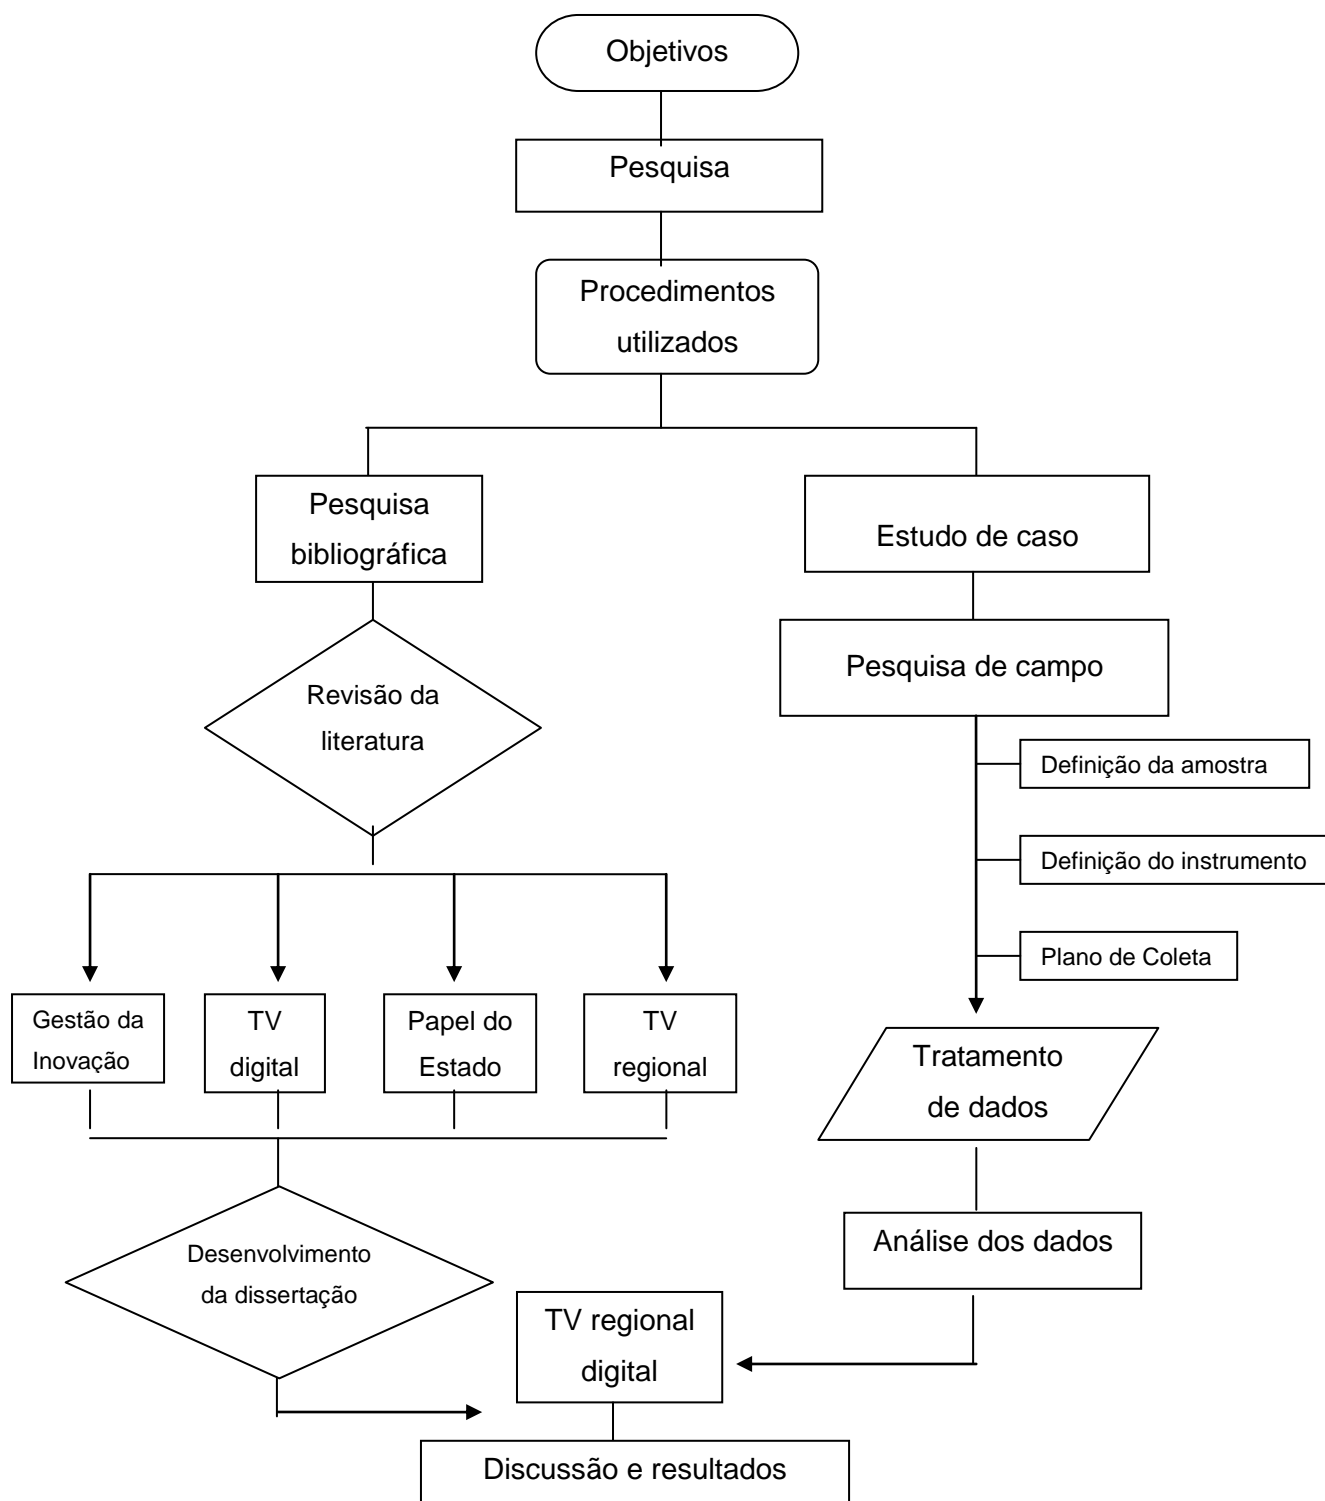 Objetivos
Pesquisa
Procedimentos
utilizados
Pesquisa
bibliográfica
Estudo de caso
Pesquisa de campo
Revisão da
literatura
Definição da amostra
Definição do instrumento
Plano de Coleta
Gestão da
Inovação
TV
digital
Papel do
Estado
TV
regional
Tratamento
de dados
Análise dos dados
Desenvolvimento
da dissertação
TV regional
digital
Discussão e resultados